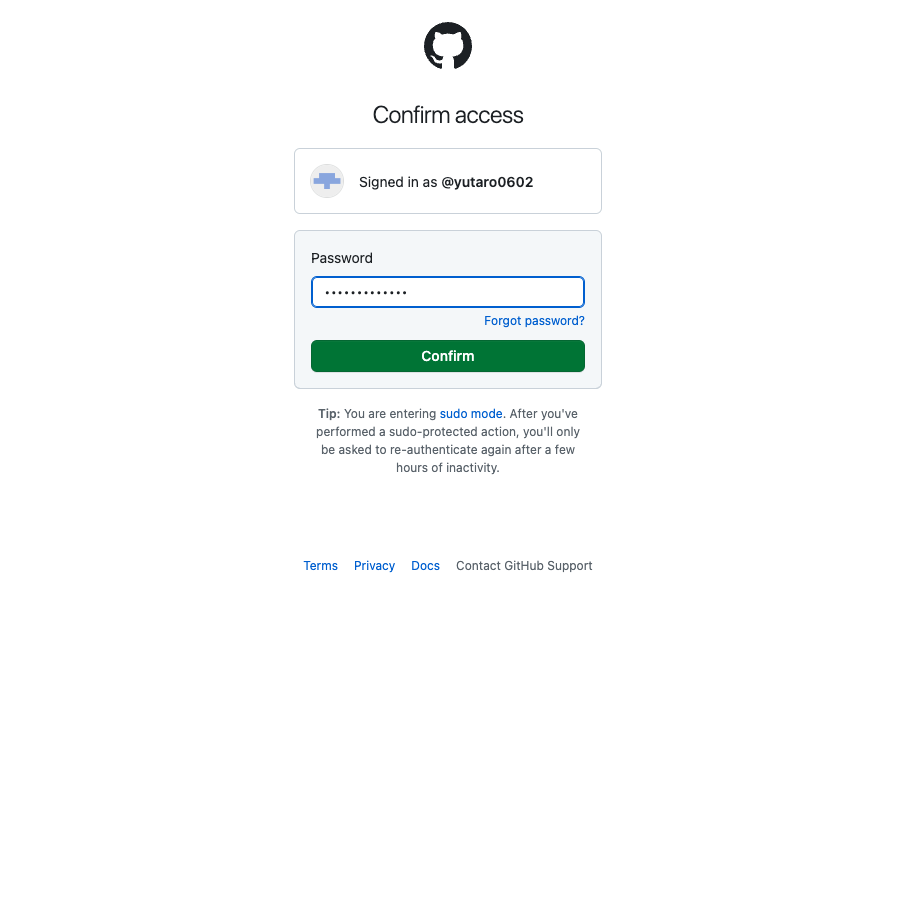 Confirm access
Signed in as @yutaro0602
Password
•••••••••••••
Forgot password?
Confirm
Tip: You are entering sudo mode. After you've
performed a sudo-protected action, you'll only
be asked to re-authenticate again after a few
hours of inactivity.
Terms Privacy Docs Contact GitHub Support